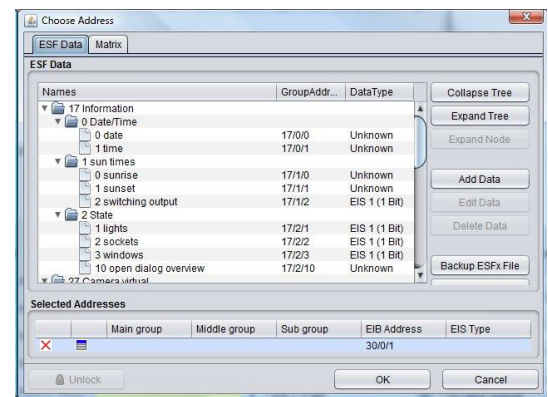 Choose Address
ESF Data Matrix
ESF Data
Names GroupAddr... DataType
17 Information
0 Date/Time
0 date 17/0/0 Unknown
1 time 17/0/1 Unknown
1 sun times
0 sunrise 17/1/0 Unknown
1 sunset 17/1/1 Unknown
2 switching output 17/1/2 EIS 1 (1 Bit)
2 State
1 lights 17/2/1 EIS 1 (1 Bit)
2 sockets 17/2/2 EIS 1 (1 Bit)
3 windows 17/2/3 EIS 1 (1 Bit)
10 open dialog overview 17/2/10 Unknown
27 Camera virtual
Collapse Tree
Expand Tree
Expand Node
Add Data
Edit Data
Delete Data
Backup ESFx File
Selected Addresses
Main group Middle group Sub group EIB Address EIS Type
30/0/1
Unlock OK Cancel